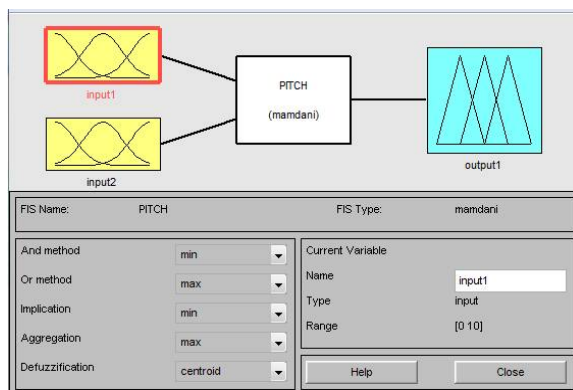 input1
PITCH
(mamdani)
input2
output1
FIS Name: PITCH FIS Type: mamdani
And method min
Or method max
Implication min
Aggregation max
Defuzzification centroid
Current Variable
Name input1
Type input
Range [0 10]
Help Close